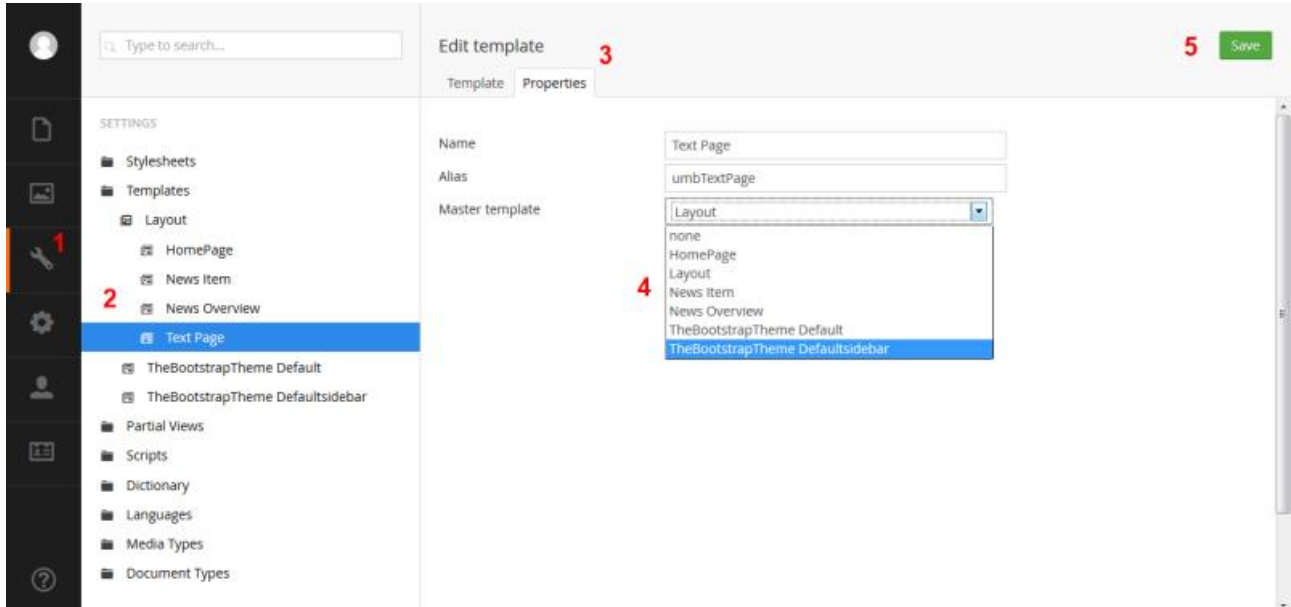 Type to search...
Edit template
3
5
Save
Template Properties
SETTINGS
Stylesheets
Templates
Layout
HomePage
News Item
News Overview
Text Page
TheBootstrapTheme Default
TheBootstrapTheme Defaultsidebar
Partial Views
Scripts
Dictionary
Languages
Media Types
Document Types
1
2
Name
Text Page
Alias
umbTextPage
Master template
Layout
none
HomePage
Layout
News Item
News Overview
TheBootstrapTheme Default
TheBootstrapTheme Defaultsidebar
4
?